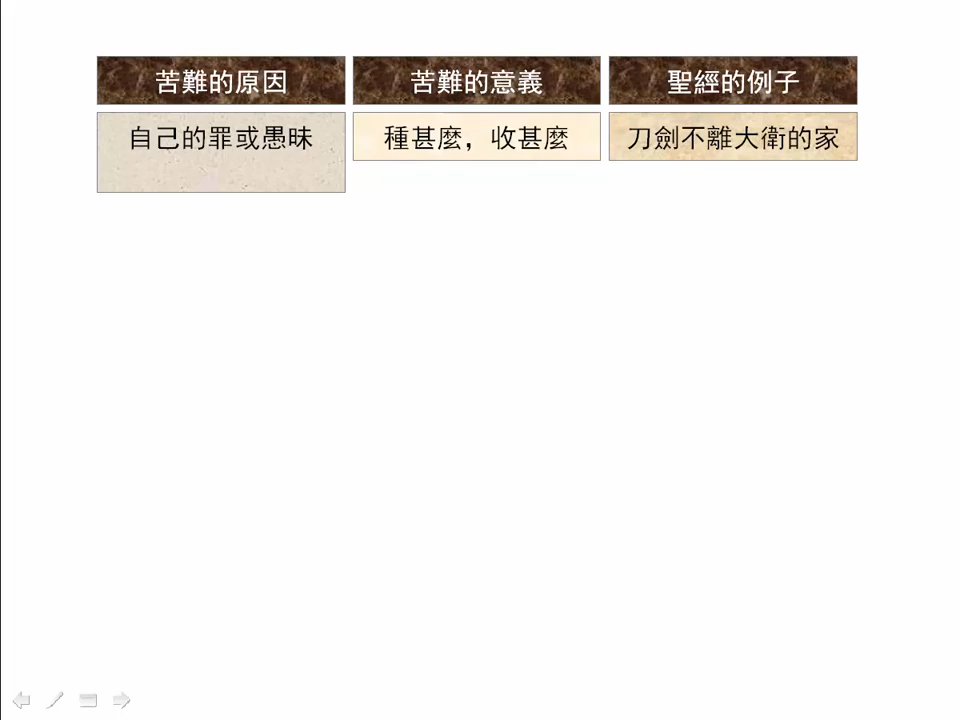 苦難的原因
苦難的意義
聖經的例子
自己的罪或愚昧
種甚麼，收甚麼
刀劍不離大衛的家